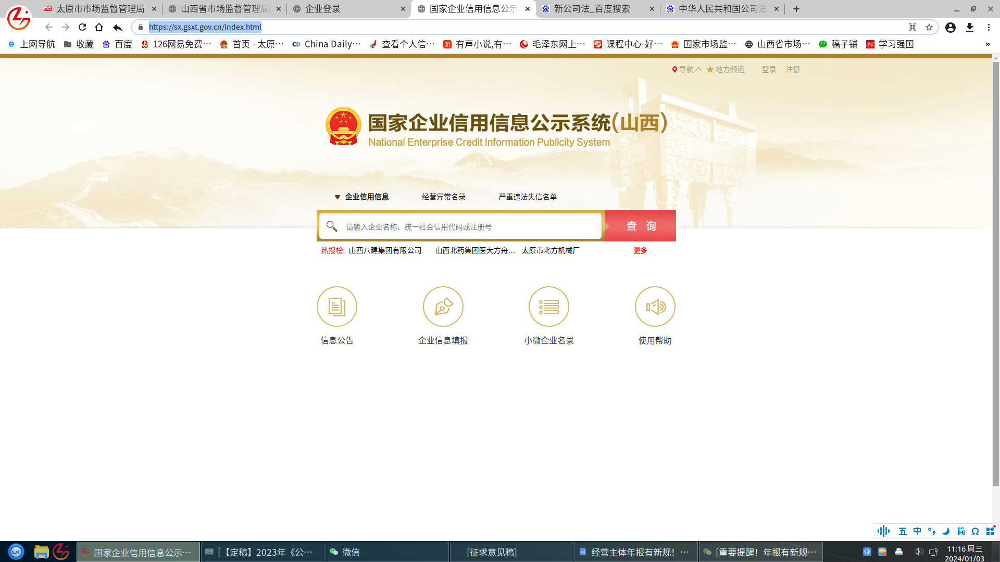 太原市市场监督管理局
山西省市场监督管理局
企业登录
国家企业信用信息公示
新公司法_百度搜索
中华人民共和国公司法
https://sx.gsxt.gov.cn/index.html
上网导航
收藏
百度
126网易免费…
首页 - 太原…
China Daily…
查看个人信…
有声小说,有…
毛泽东网上…
课程中心-好…
国家市场监…
山西省市场…
稿子铺
学习强国
»
导航
地方频道
登录
注册
国家企业信用信息公示系统(山西)
National Enterprise Credit Information Publicity System
企业信用信息
经营异常名录
严重违法失信名单
请输入企业名称、统一社会信用代码或注册号
查 询
热搜榜:
山西八建集团有限公司
山西北药集团医大方舟...
太原市北方机械厂
更多
信息公告
企业信息填报
小微企业名录
使用帮助
五 中 °, 简 Ω
UK
国家企业信用信息公示…
[【定稿】2023年《公…
微信
[征求意见稿]
经营主体年报有新规！…
[重要提醒！年报有新规…
11:16 周三
2024/01/03